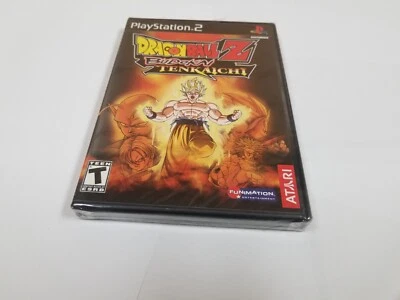 PlayStation 2
DRAGON BALL Z
BUDOKAI
TENKAICHI
TEEN
T
ESRB
FUNIMATION
ENTERTAINMENT
ATARI